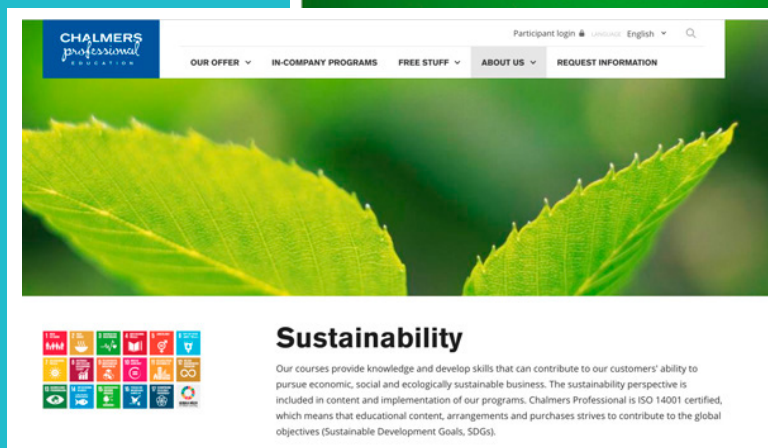 CHALMERS
professional
EDUCATION
Participant login LANGUAGE English
OUR OFFER IN-COMPANY PROGRAMS FREE STUFF ABOUT US REQUEST INFORMATION
Sustainability
Our courses provide knowledge and develop skills that can contribute to our customers' ability to
pursue economic, social and ecologically sustainable business. The sustainability perspective is
included in content and implementation of our programs. Chalmers Professional is ISO 14001 certified,
which means that educational content, arrangements and purchases strives to contribute to the global
objectives (Sustainable Development Goals, SDGs).